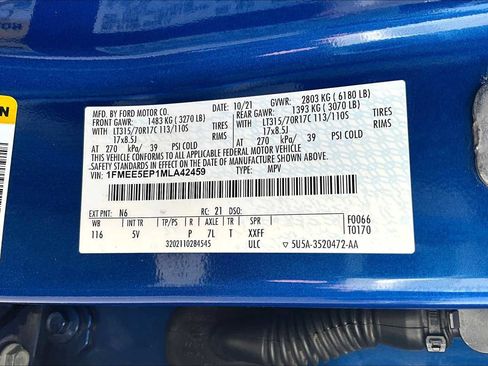 MFD. BY FORD MOTOR CO.
DATE: 10/21 GVWR: 2803 KG ( 6180 LB)
FRONT GAWR: 1483 KG ( 3270 LB) REAR GAWR: 1393 KG ( 3070 LB)
WITH LT315/70R17C 113/110S TIRES WITH LT315/70R17C 113/110S TIRES
17x8.5J RIMS 17x8.5J RIMS
AT 270 kPa/ 39 PSI COLD AT 270 kPa/ 39 PSI COLD
THIS VEHICLE CONFORMS TO ALL APPLICABLE FEDERAL MOTOR VEHICLE
SAFETY AND THEFT PREVENTION STANDARDS IN EFFECT ON THE DATE OF MANUFACTURE
SHOWN ABOVE.
VIN: 1FMEE5EP1MLA42459 TYPE: MPV
EXT PNT: N6 RC: 21 DSO: F0066
WB INT TR TP/PS R AXLE TR SPR T0170
116 5V P 7L T XXFF
3202110284545 ULC 5U5A-3520472-AA